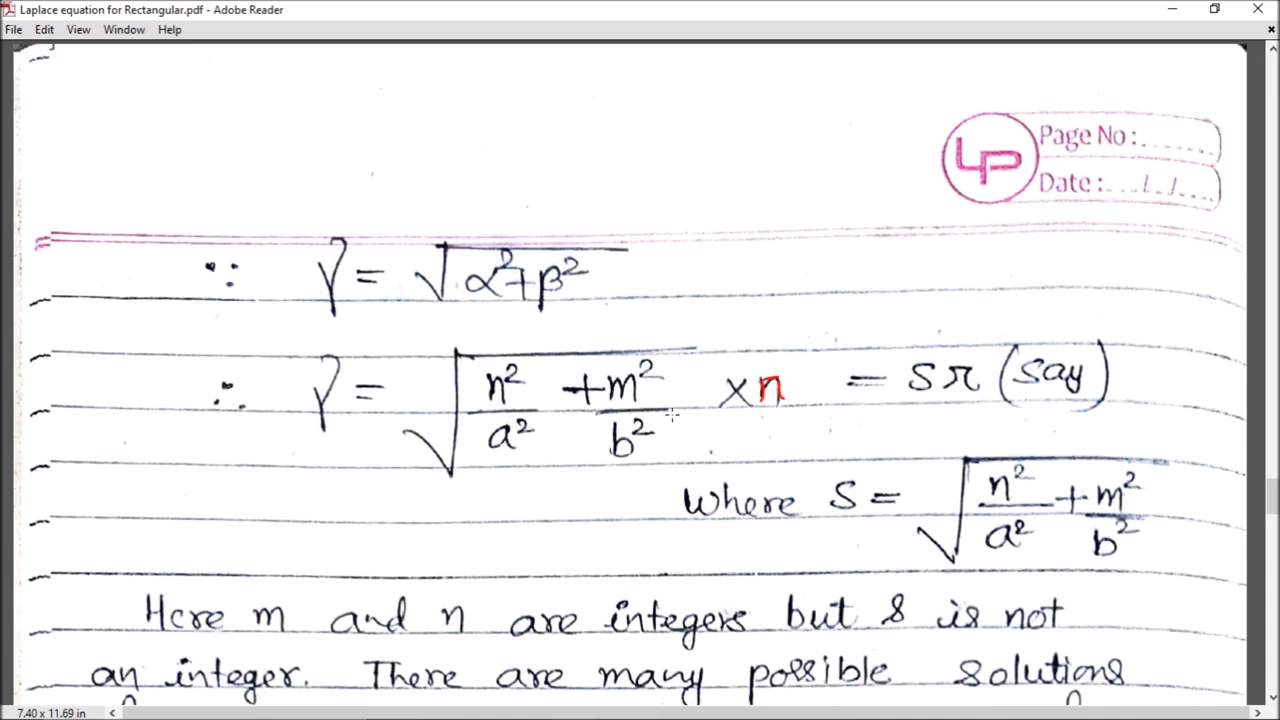 Laplace equation for Rectangular.pdf - Adobe Reader
File Edit View Window Help
Page No : .......
LP
Date : ... / .. / ....
∵ γ = √(α² + β²)
∴ γ = √(n²/a² + m²/b²) × n = sπ (say)
Where S = √(n²/a² + m²/b²)
Here m and n are integers but s is not
an integer. There are many possible solutions
7.40 x 11.69 in